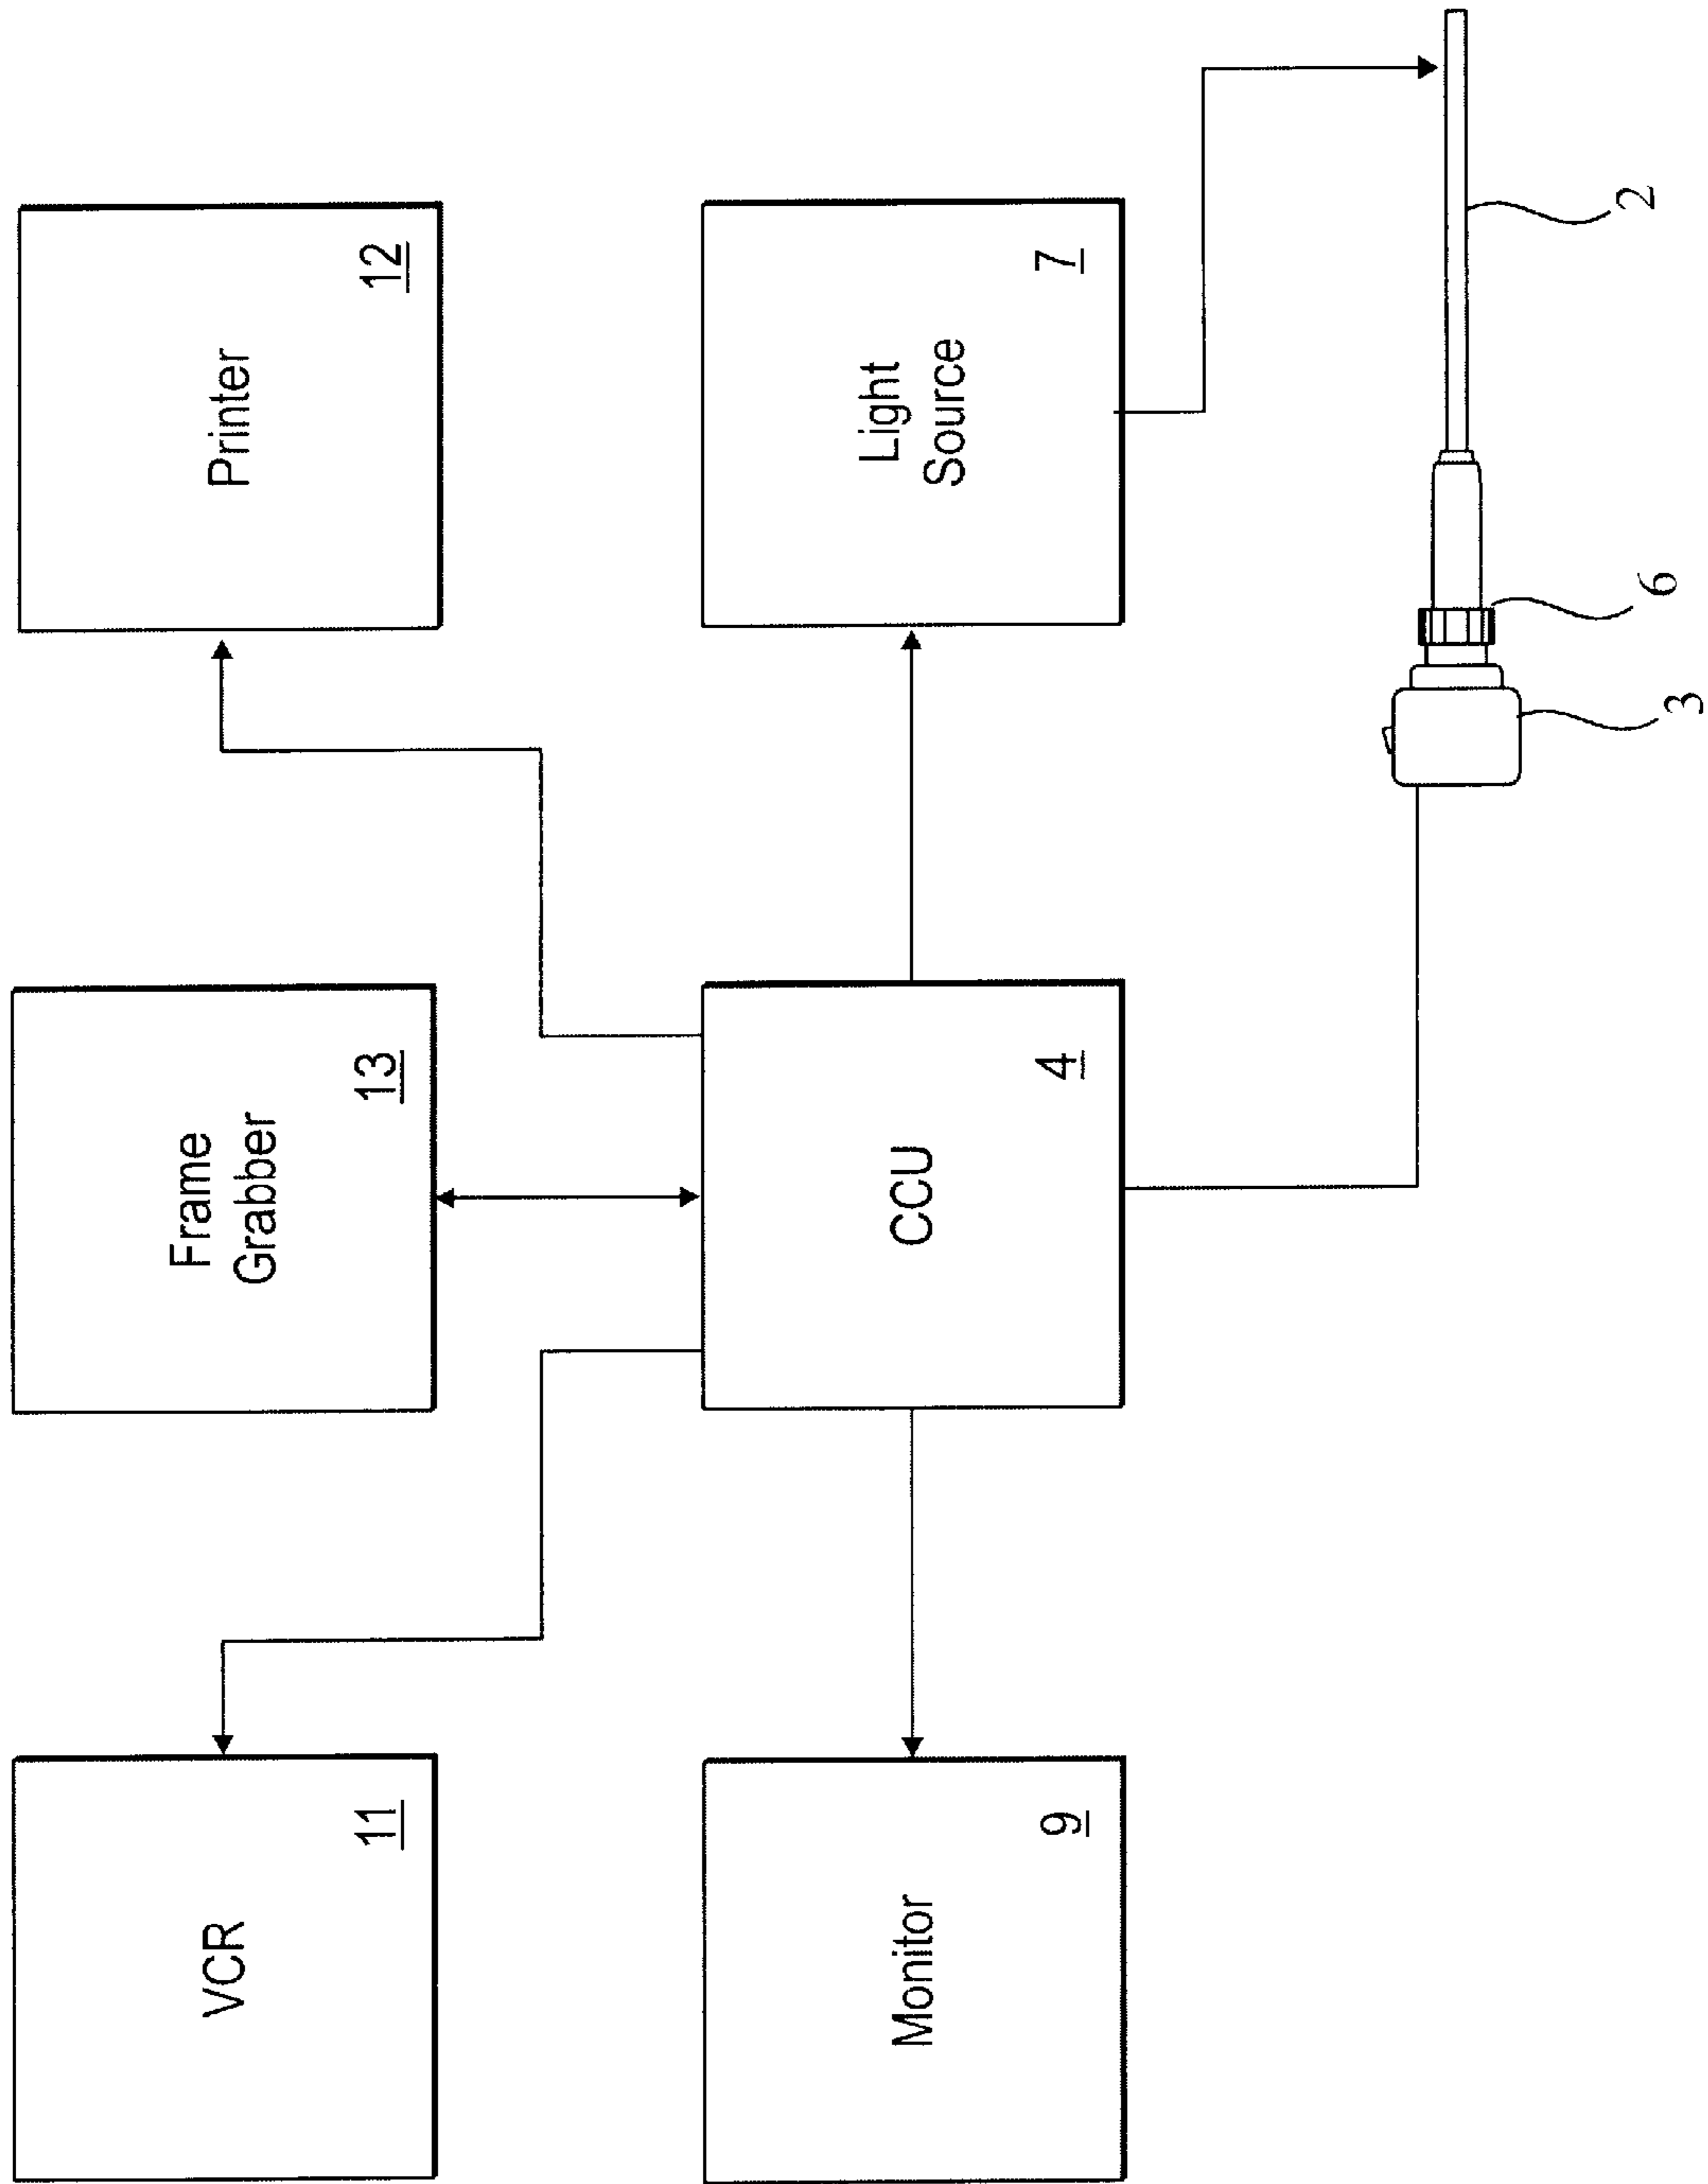 VCR
11
Frame
Grabber
13
Printer
12
Monitor
9
CCU
4
Light
Source
7
3
6
2